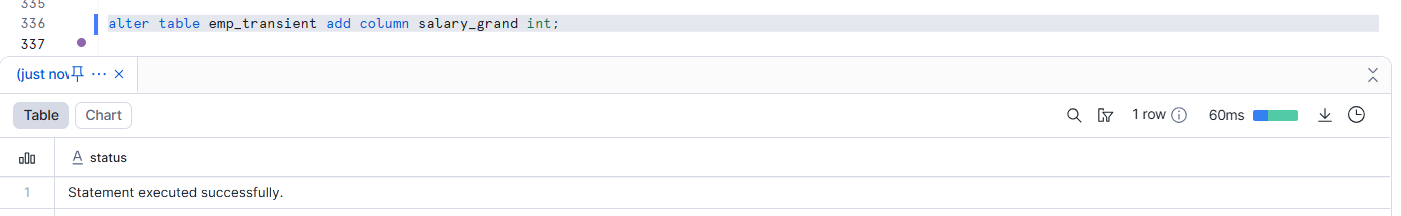 335
336 alter table emp_transient add column salary_grand int;
337
(just now
Table Chart 1 row 60ms
A status
1 Statement executed successfully.